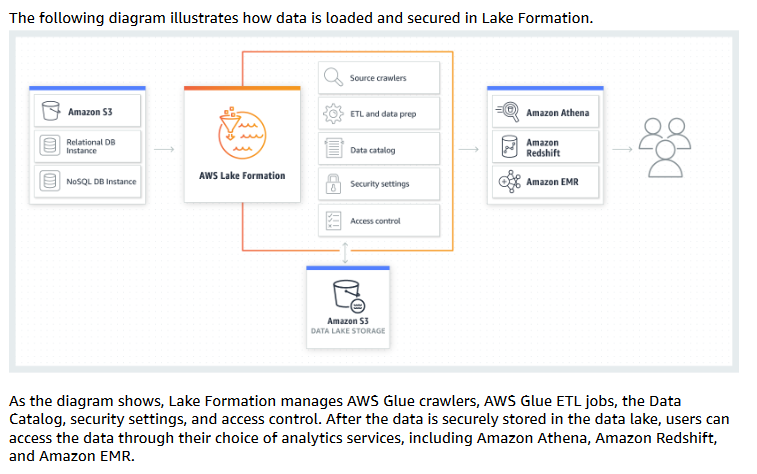 The following diagram illustrates how data is loaded and secured in Lake Formation.
Amazon S3
Relational DB
Instance
NoSQL DB Instance
AWS Lake Formation
Source crawlers
ETL and data prep
Data catalog
Security settings
Access control
Amazon S3
DATA LAKE STORAGE
Amazon Athena
Amazon
Redshift
Amazon EMR
As the diagram shows, Lake Formation manages AWS Glue crawlers, AWS Glue ETL jobs, the Data
Catalog, security settings, and access control. After the data is securely stored in the data lake, users can
access the data through their choice of analytics services, including Amazon Athena, Amazon Redshift,
and Amazon EMR.